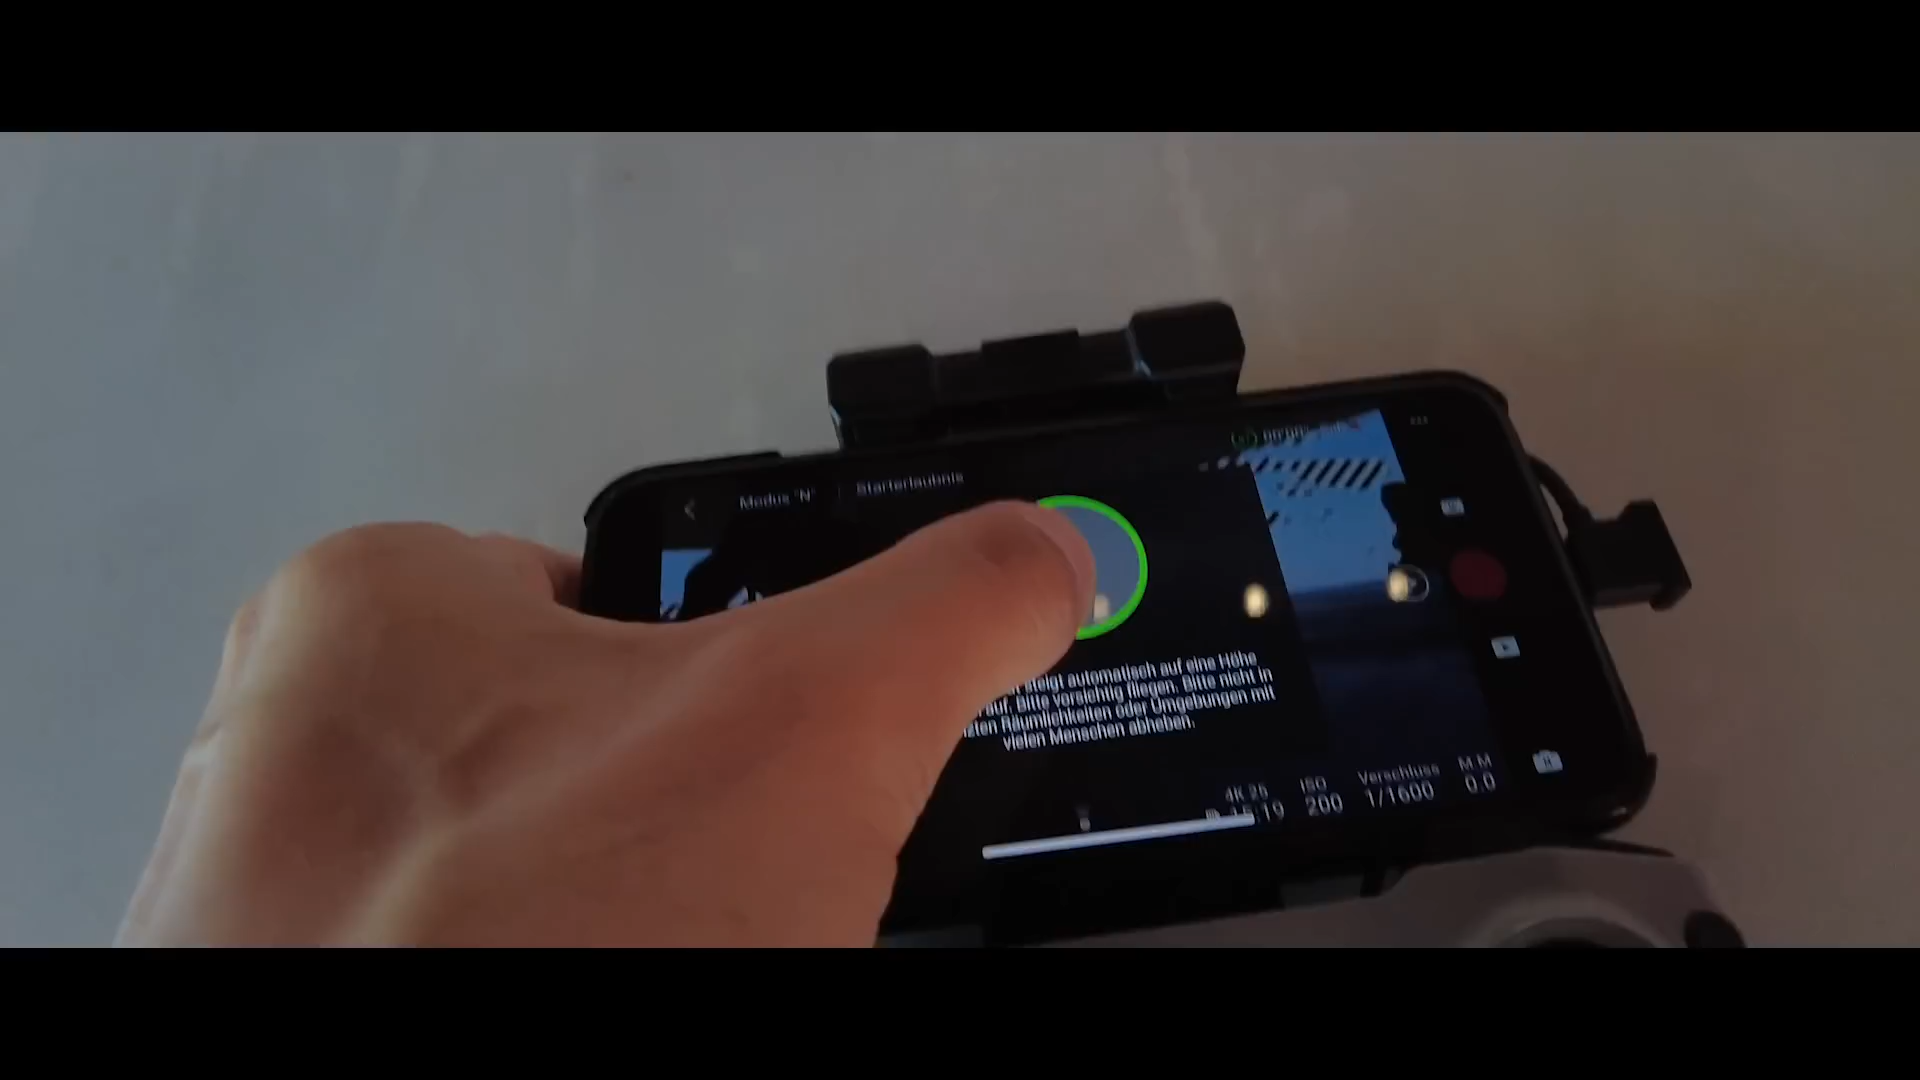 Modus "N" Starterlaubnis
steigt automatisch auf eine Höhe
auf. Bitte vorsichtig fliegen. Bitte nicht in
Räumlichkeiten oder Umgebungen mit
vielen Menschen abheben.
4K 25 ISO Verschluss M.M
200 1/1600 0.0